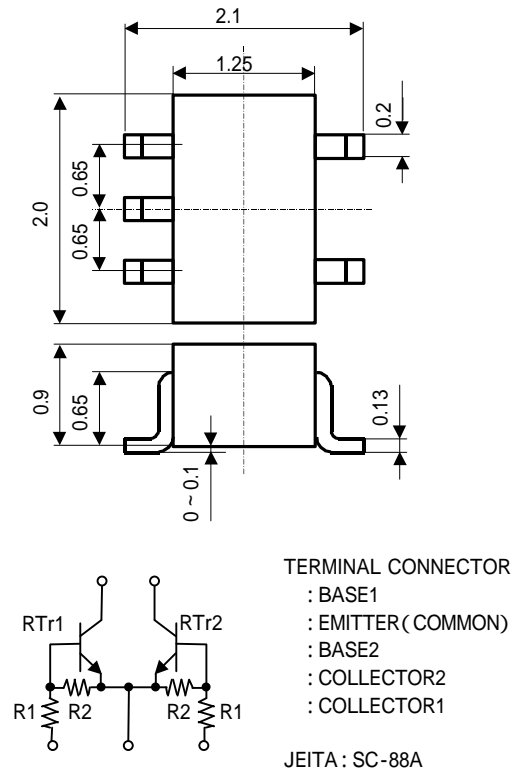 2.1
1.25
0.2
0.65
2.0
0.65
0.9
0.65
0.13
0 ~ 0.1
TERMINAL CONNECTOR
: BASE1
: EMITTER(COMMON)
: BASE2
: COLLECTOR2
: COLLECTOR1
RTr1
RTr2
R1
R2
R2
R1
JEITA : SC-88A